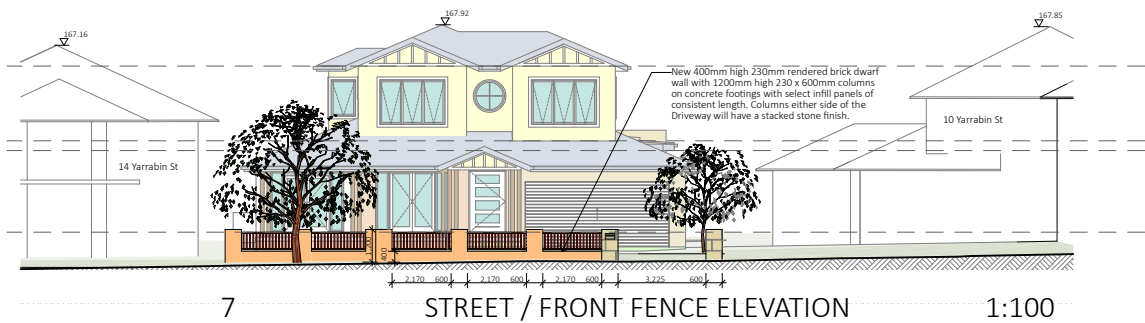 167.92
167.85
167.16
New 400mm high 230mm rendered brick dwarf
wall with 1200mm high 230 x 600mm columns
on concrete footings with select infill panels of
consistent length. Columns either side of the
Driveway will have a stacked stone finish.
10 Yarrabin St
14 Yarrabin St
1,200
400
2,170 600 2,170 600 2,170 600 3,225 600
7 STREET / FRONT FENCE ELEVATION 1:100